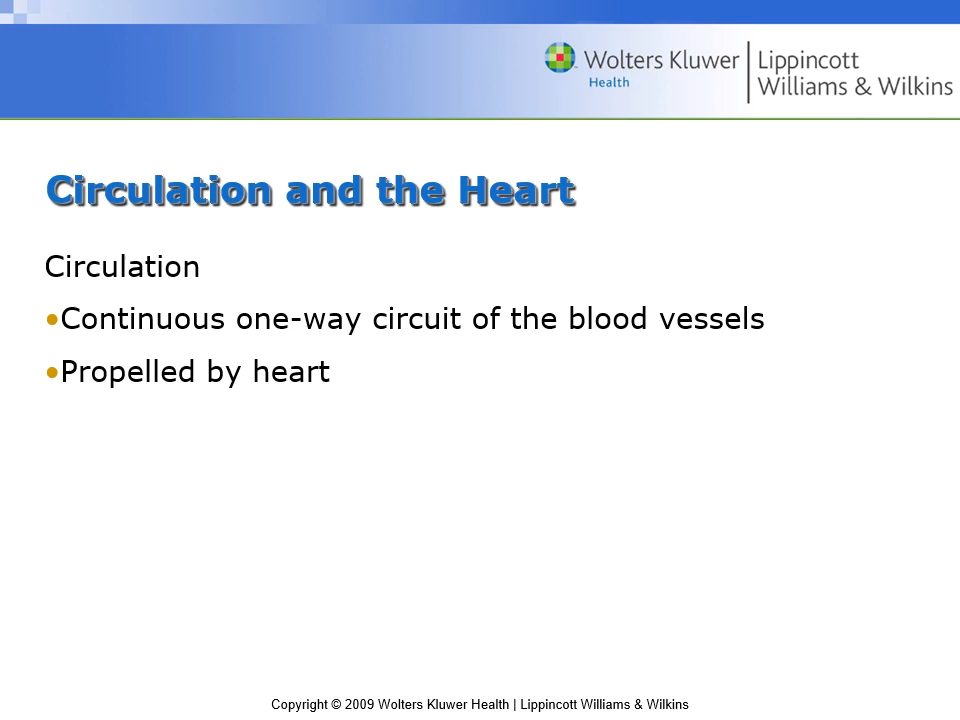 Wolters Kluwer
Health
Lippincott
Williams & Wilkins
Circulation and the Heart
Circulation
•Continuous one-way circuit of the blood vessels
•Propelled by heart
Copyright © 2009 Wolters Kluwer Health | Lippincott Williams & Wilkins